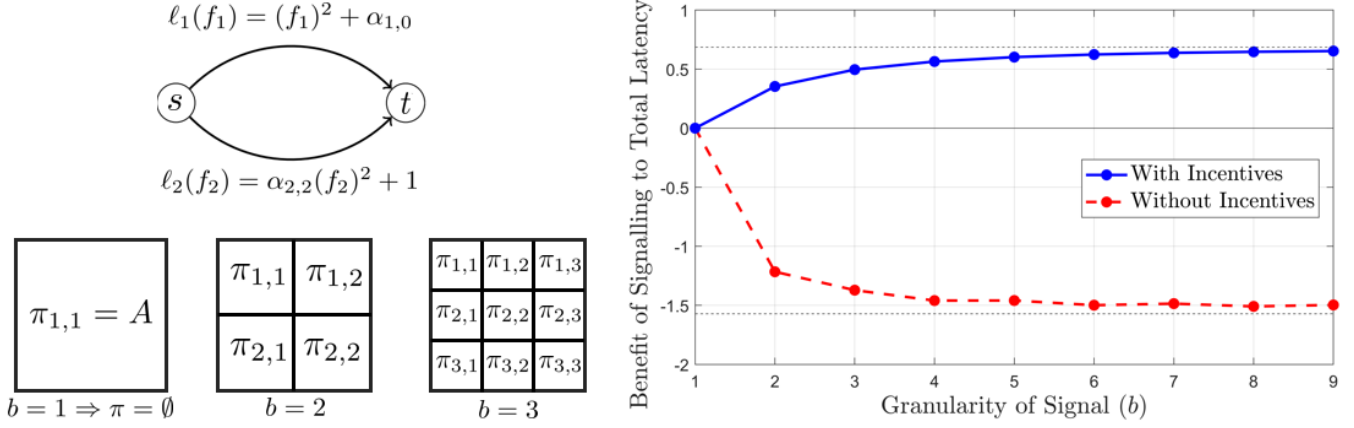 ℓ₁(f₁) = (f₁)² + α₁,₀
s
t
ℓ₂(f₂) = α₂,₂(f₂)² + 1
π₁,₁ = A
b = 1 ⇒ π = ∅
π₁,₁ π₁,₂
π₂,₁ π₂,₂
b = 2
π₁,₁ π₁,₂ π₁,₃
π₂,₁ π₂,₂ π₂,₃
π₃,₁ π₃,₂ π₃,₃
b = 3
Benefit of Signalling to Total Latency
1
0.5
0
-0.5
-1
-1.5
-2
With Incentives
Without Incentives
1 2 3 4 5 6 7 8 9
Granularity of Signal (b)